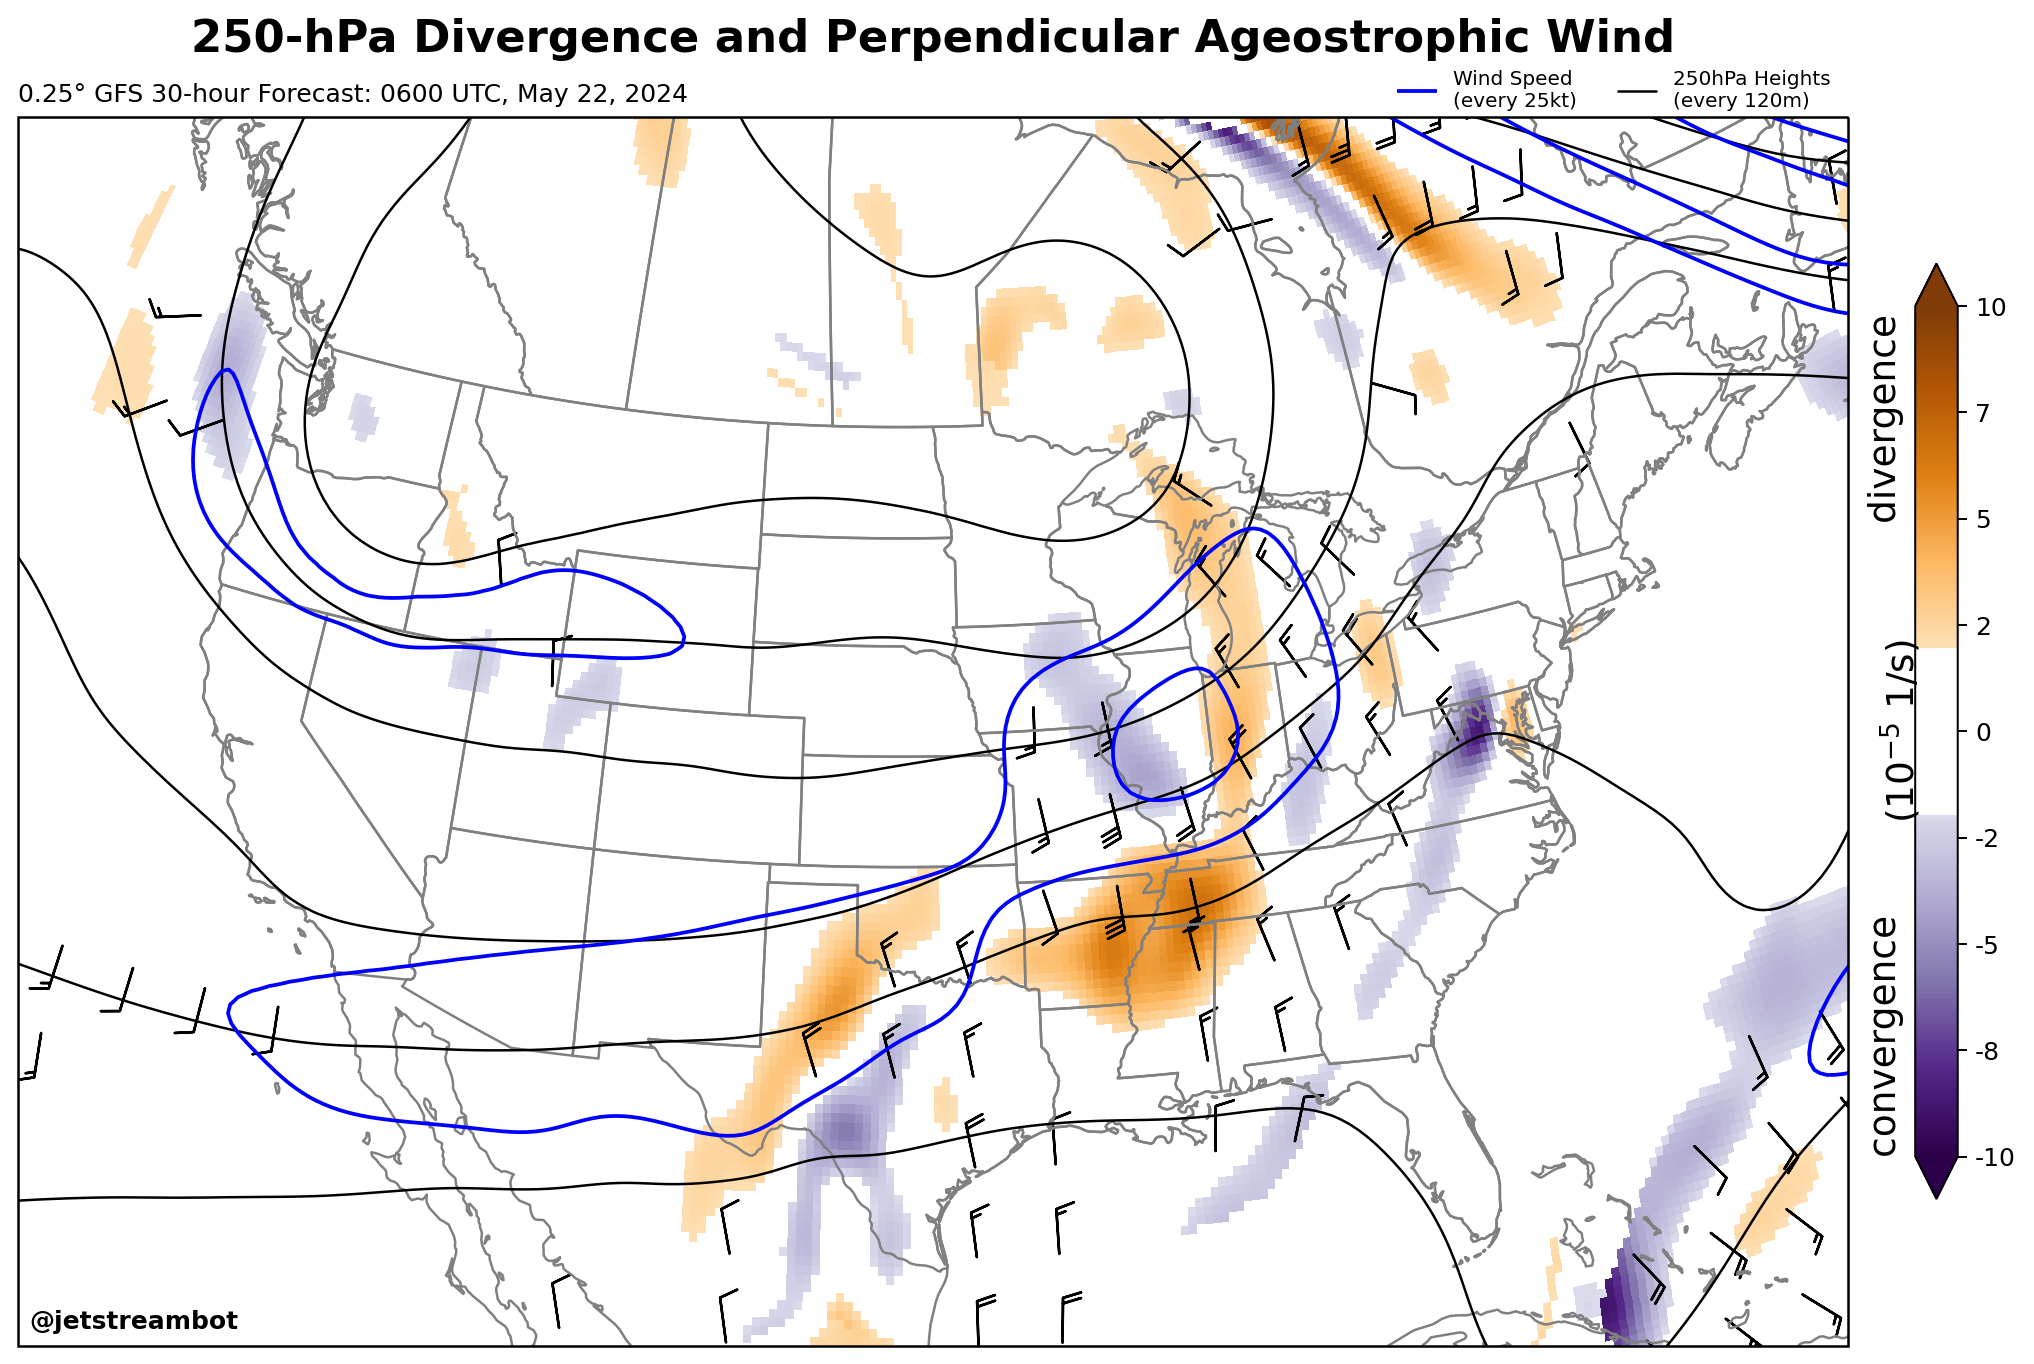 250-hPa Divergence and Perpendicular Ageostrophic Wind
0.25° GFS 30-hour Forecast: 0600 UTC, May 22, 2024
Wind Speed
(every 25kt)
250hPa Heights
(every 120m)
10
7
5
2
0
-2
-5
-8
-10
convergence
(10⁻⁵ 1/s)
divergence
@jetstreambot